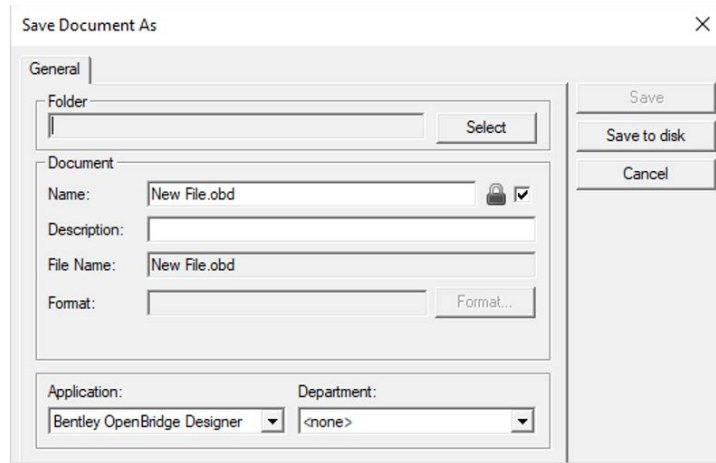 Save Document As
General
Folder
Select
Save
Save to disk
Cancel
Document
Name: New File.obd
Description:
File Name: New File.obd
Format: Format...
Application: Department:
Bentley OpenBridge Designer <none>